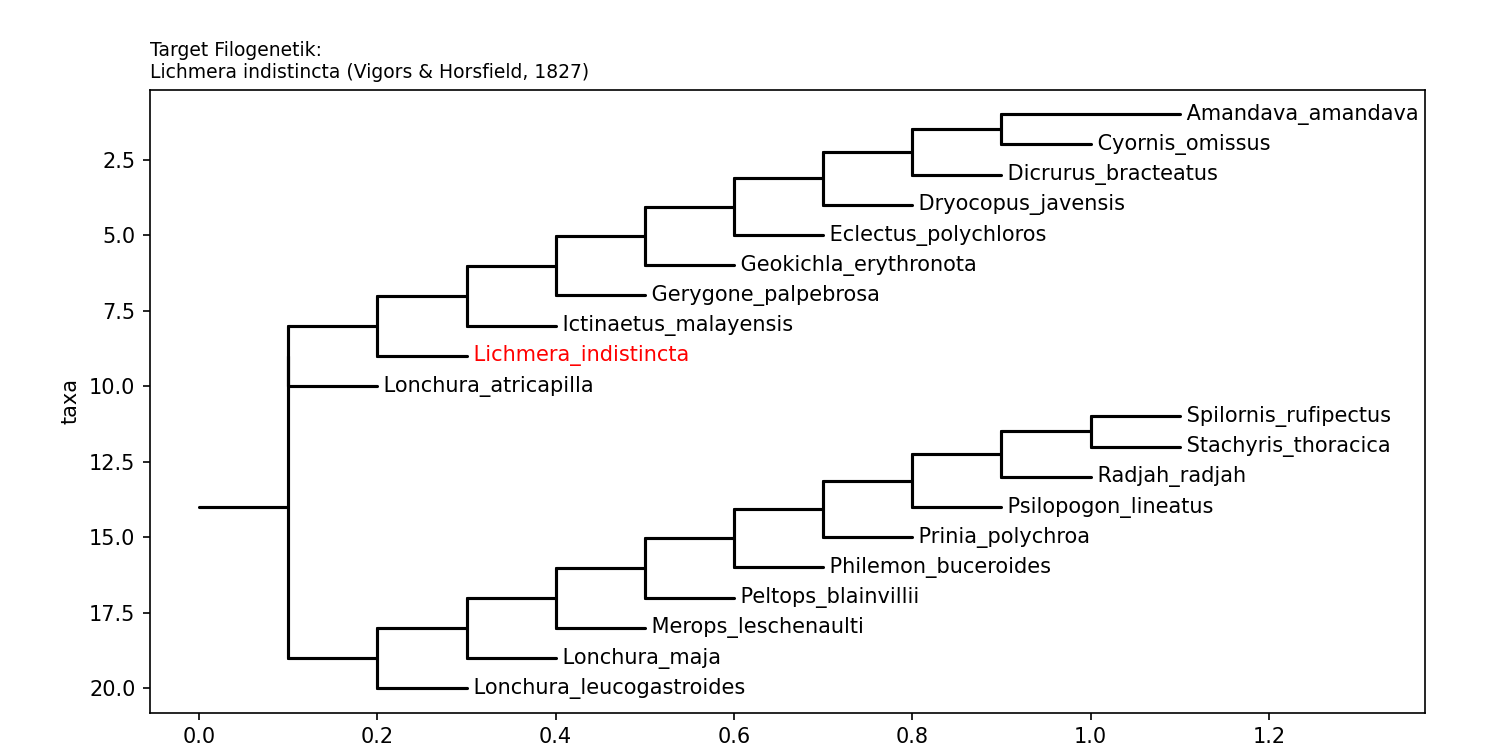 Target Filogenetik:
Lichmera indistincta (Vigors & Horsfield, 1827)
Amandava_amandava
Cyornis_omissus
2.5
Dicrurus_bracteatus
Dryocopus_javensis
5.0
Eclectus_polychloros
Geokichla_erythronota
Gerygone_palpebrosa
7.5
Ictinaetus_malayensis
Lichmera_indistincta
10.0
Lonchura_atricapilla
taxa
Spilornis_rufipectus
Stachyris_thoracica
12.5
Radjah_radjah
Psilopogon_lineatus
15.0
Prinia_polychroa
Philemon_buceroides
Peltops_blainvillii
17.5
Merops_leschenaulti
Lonchura_maja
20.0
Lonchura_leucogastroides
0.0 0.2 0.4 0.6 0.8 1.0 1.2